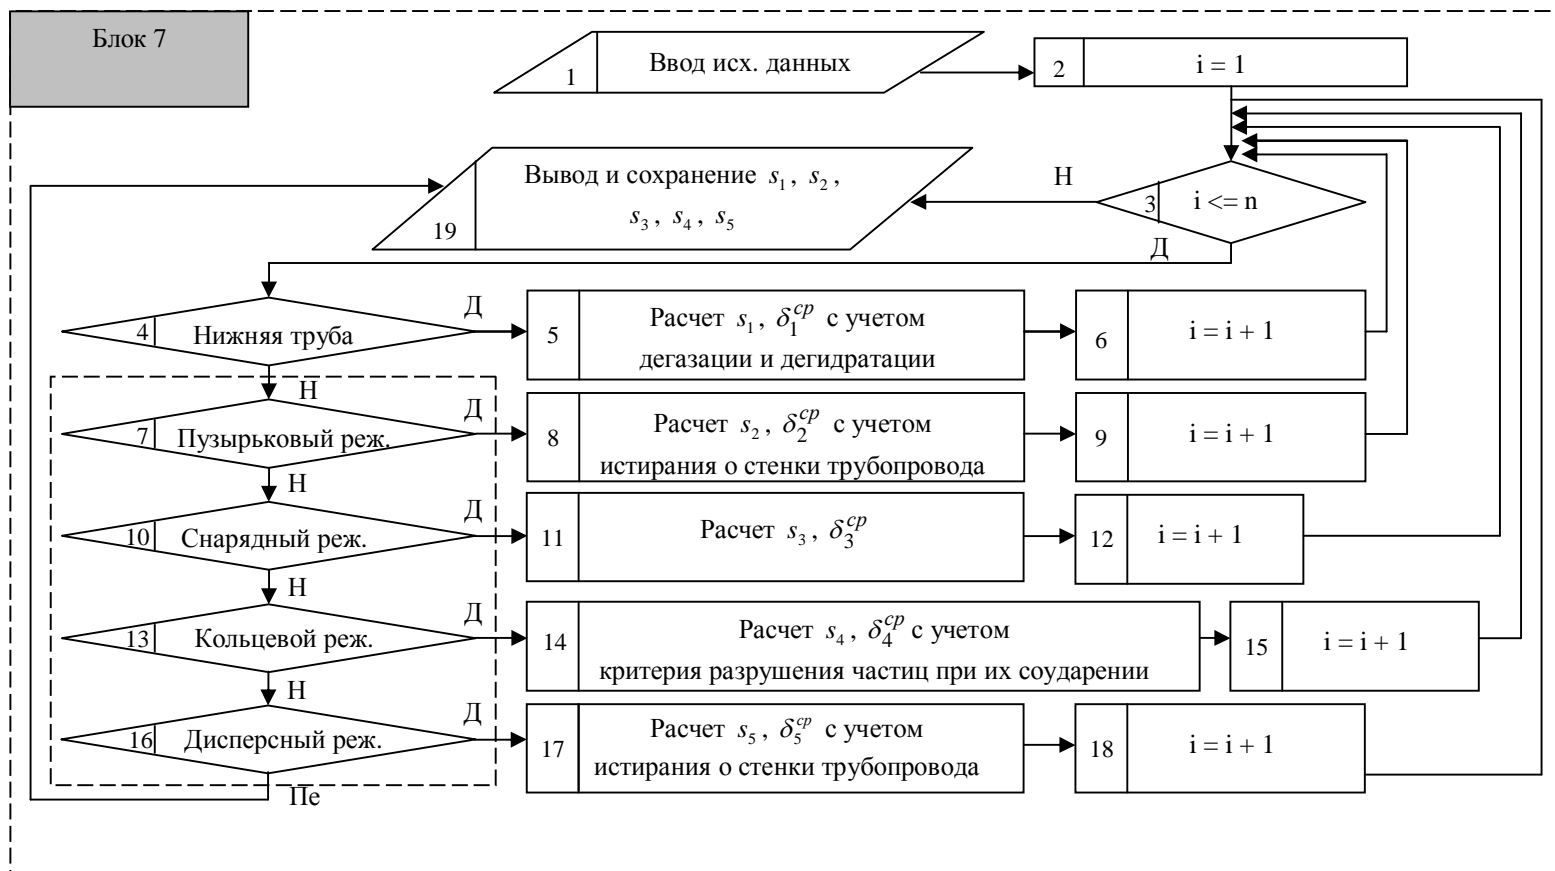 Блок 7
1
Ввод исх. данных
2
i = 1
Вывод и сохранение s₁ , s₂ ,
s₃ , s₄ , s₅
19
Н
3
i <= n
Д
4
Нижняя труба
Д
5
Расчет s₁ , δ₁ᶜᵖ с учетом
дегазации и дегидратации
6
i = i + 1
Н
7
Пузырьковый реж.
Д
8
Расчет s₂ , δ₂ᶜᵖ с учетом
истирания о стенки трубопровода
9
i = i + 1
Н
10
Снарядный реж.
Д
11
Расчет s₃ , δ₃ᶜᵖ
12
i = i + 1
Н
13
Кольцевой реж.
Д
14
Расчет s₄ , δ₄ᶜᵖ с учетом
критерия разрушения частиц при их соударении
15
i = i + 1
Н
16
Дисперсный реж.
Д
17
Расчет s₅ , δ₅ᶜᵖ с учетом
истирания о стенки трубопровода
18
i = i + 1
Пе